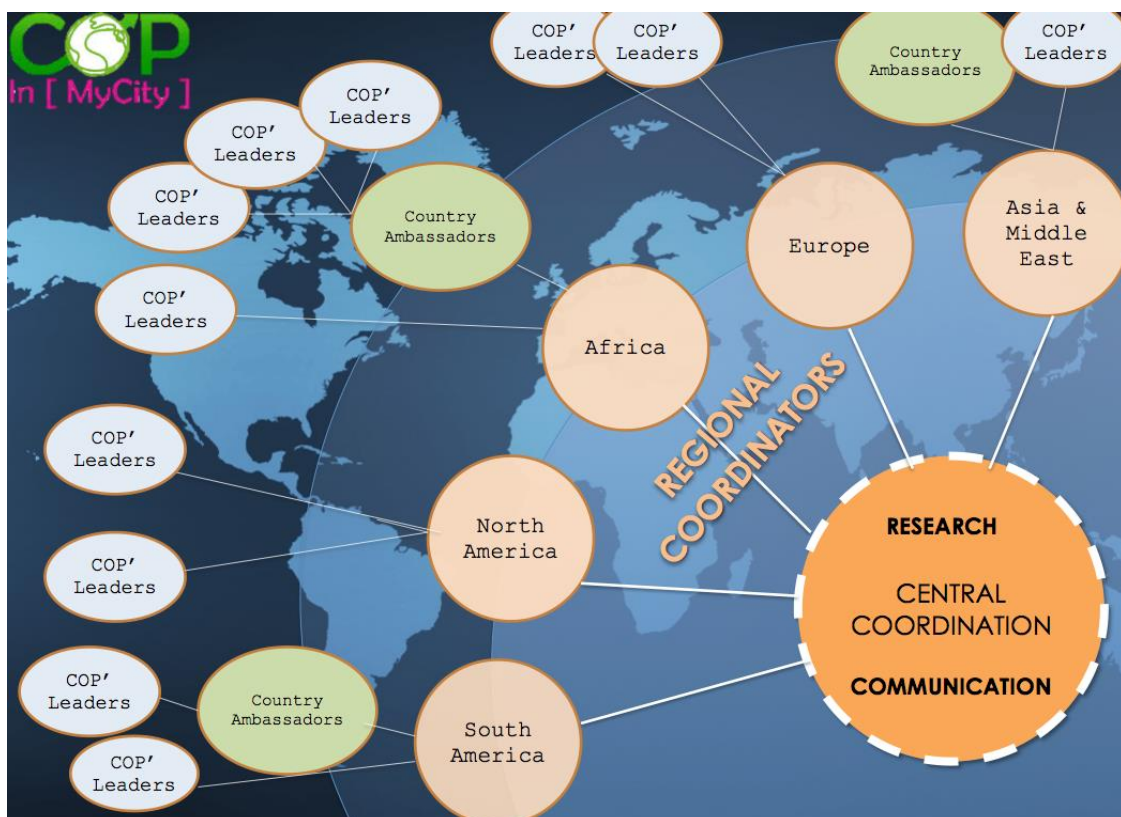 COP
In [ MyCity ]
COP'
Leaders
COP'
Leaders
Country
Ambassadors
COP'
Leaders
COP'
Leaders
COP'
Leaders
COP'
Leaders
Country
Ambassadors
COP'
Leaders
Africa
Europe
Asia &
Middle
East
REGIONAL
COORDINATORS
COP'
Leaders
COP'
Leaders
North
America
COP'
Leaders
COP'
Leaders
Country
Ambassadors
South
America
RESEARCH
CENTRAL
COORDINATION
COMMUNICATION